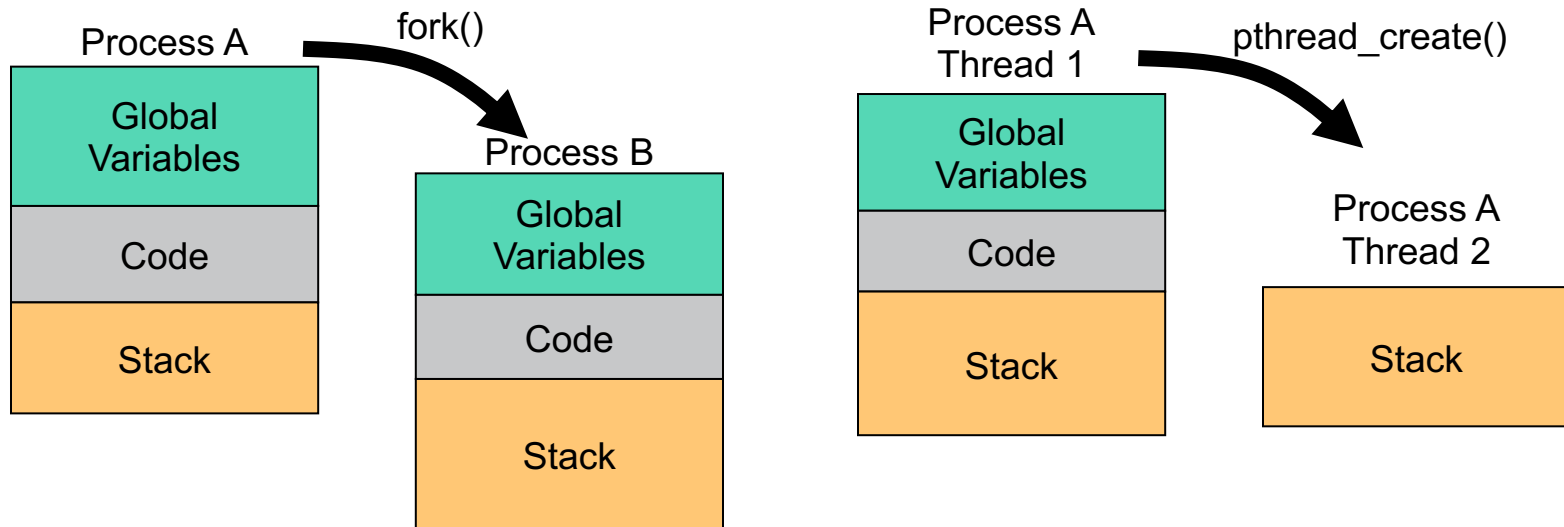 Process A
fork()
Global
Variables
Code
Stack
Process B
Global
Variables
Code
Stack
Process A
Thread 1
pthread_create()
Global
Variables
Code
Stack
Process A
Thread 2
Stack